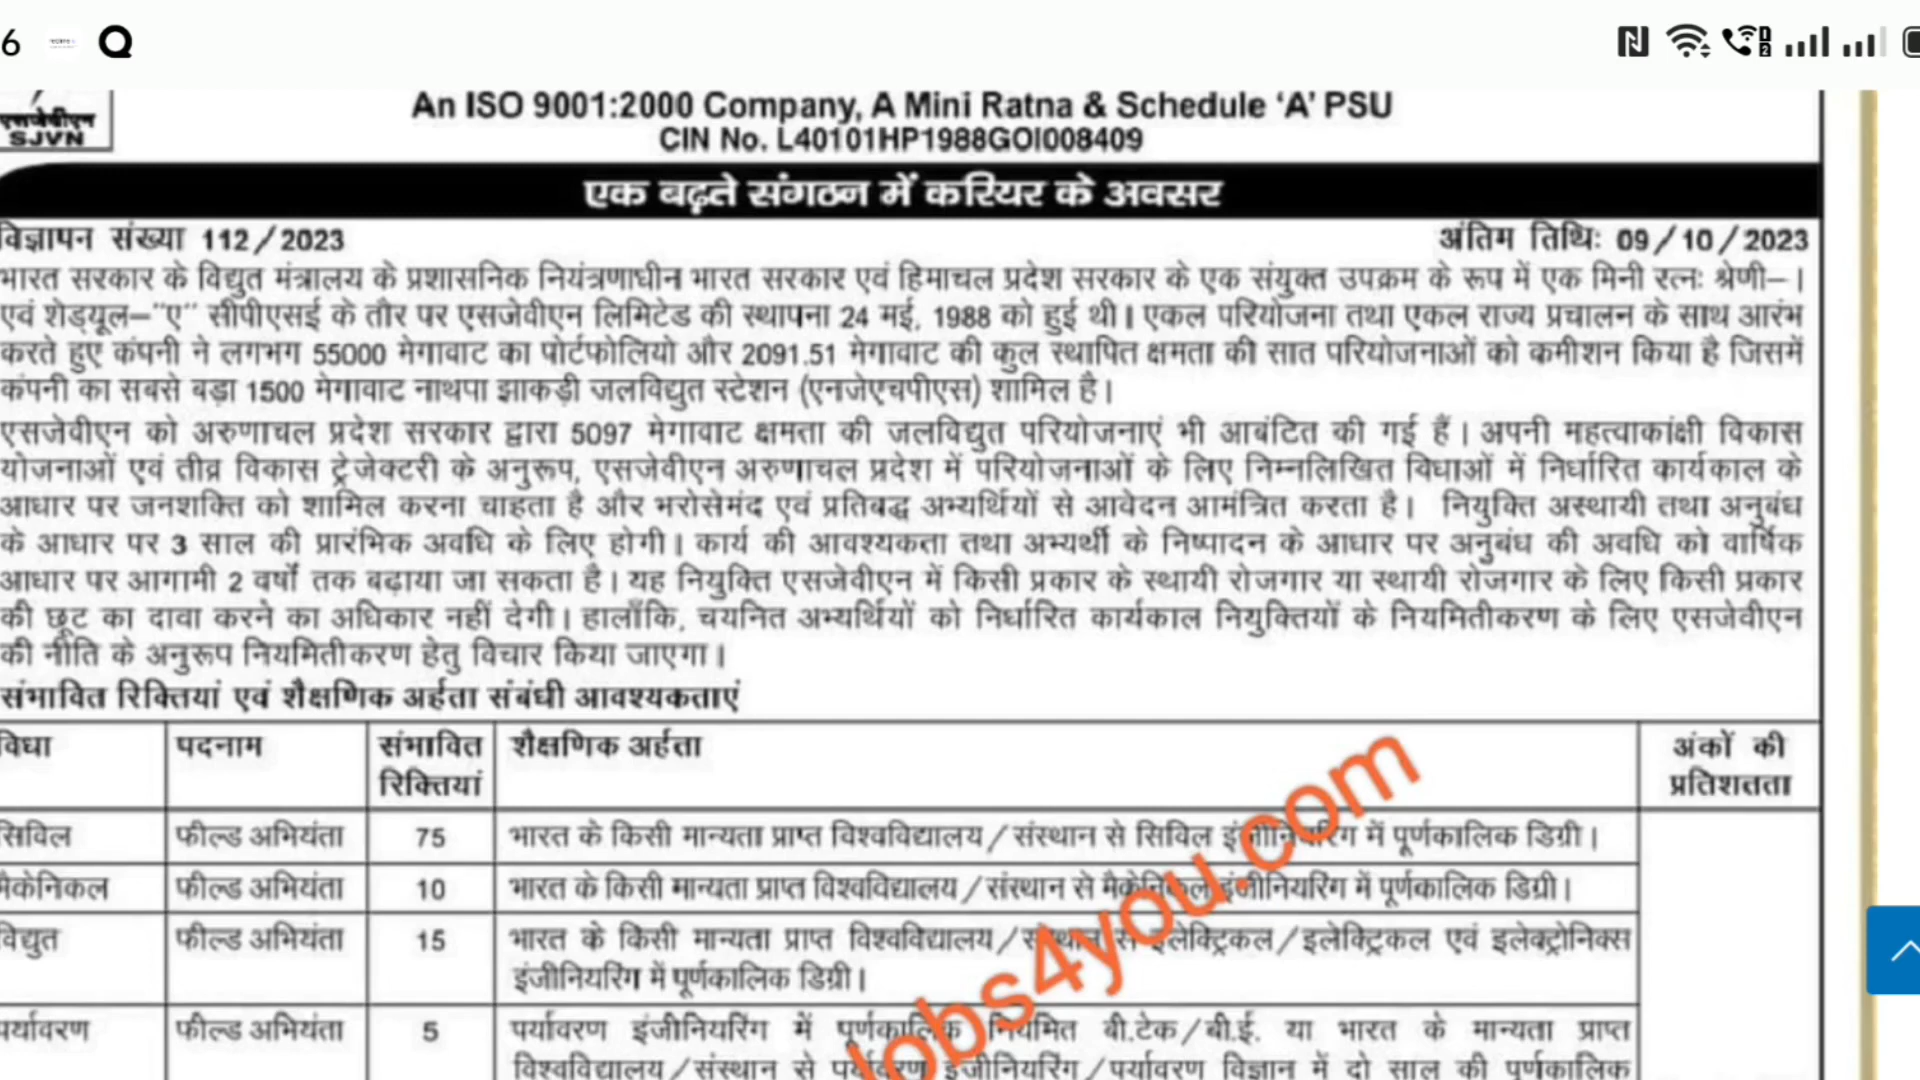 6
एसजेवीएन
SJVN
An ISO 9001:2000 Company, A Mini Ratna & Schedule ‘A’ PSU
CIN No. L40101HP1988GOI008409
एक बढ़ते संगठन में करियर के अवसर
विज्ञापन संख्या 112/2023
अंतिम तिथिः 09/10/2023
भारत सरकार के विद्युत मंत्रालय के प्रशासनिक नियंत्रणाधीन भारत सरकार एवं हिमाचल प्रदेश सरकार के एक संयुक्त उपक्रम के रूप में एक मिनी रत्नः श्रेणी–।
एवं शेड्यूल–"ए" सीपीएसई के तौर पर एसजेवीएन लिमिटेड की स्थापना 24 मई, 1988 को हुई थी। एकल परियोजना तथा एकल राज्य प्रचालन के साथ आरंभ
करते हुए कंपनी ने लगभग 55000 मेगावाट का पोर्टफोलियो और 2091.51 मेगावाट की कुल स्थापित क्षमता की सात परियोजनाओं को कमीशन किया है जिसमें
कंपनी का सबसे बड़ा 1500 मेगावाट नाथपा झाकड़ी जलविद्युत स्टेशन (एनजेएचपीएस) शामिल है।
एसजेवीएन को अरुणाचल प्रदेश सरकार द्वारा 5097 मेगावाट क्षमता की जलविद्युत परियोजनाएं भी आबंटित की गई हैं। अपनी महत्वाकांक्षी विकास
योजनाओं एवं तीव्र विकास ट्रेजेक्टरी के अनुरूप, एसजेवीएन अरुणाचल प्रदेश में परियोजनाओं के लिए निम्नलिखित विधाओं में निर्धारित कार्यकाल के
आधार पर जनशक्ति को शामिल करना चाहता है और भरोसेमंद एवं प्रतिबद्ध अभ्यर्थियों से आवेदन आमंत्रित करता है। नियुक्ति अस्थायी तथा अनुबंध
के आधार पर 3 साल की प्रारंभिक अवधि के लिए होगी। कार्य की आवश्यकता तथा अभ्यर्थी के निष्पादन के आधार पर अनुबंध की अवधि को वार्षिक
आधार पर आगामी 2 वर्षों तक बढ़ाया जा सकता है। यह नियुक्ति एसजेवीएन में किसी प्रकार के स्थायी रोजगार या स्थायी रोजगार के लिए किसी प्रकार
की छूट का दावा करने का अधिकार नहीं देगी। हालाँकि, चयनित अभ्यर्थियों को निर्धारित कार्यकाल नियुक्तियों के नियमितीकरण के लिए एसजेवीएन
की नीति के अनुरूप नियमितीकरण हेतु विचार किया जाएगा।
संभावित रिक्तियां एवं शैक्षणिक अर्हता संबंधी आवश्यकताएं
विधा पदनाम संभावित रिक्तियां शैक्षणिक अर्हता अंकों की प्रतिशतता
सिविल फील्ड अभियंता 75 भारत के किसी मान्यता प्राप्त विश्वविद्यालय/संस्थान से सिविल इंजीनियरिंग में पूर्णकालिक डिग्री।
मैकेनिकल फील्ड अभियंता 10 भारत के किसी मान्यता प्राप्त विश्वविद्यालय/संस्थान से मैकेनिकल इंजीनियरिंग में पूर्णकालिक डिग्री।
विद्युत फील्ड अभियंता 15 भारत के किसी मान्यता प्राप्त विश्वविद्यालय/संस्थान से इलेक्ट्रिकल/इलेक्ट्रिकल एवं इलेक्ट्रोनिक्स
इंजीनियरिंग में पूर्णकालिक डिग्री।
पर्यावरण फील्ड अभियंता 5 पर्यावरण इंजीनियरिंग में पूर्णकालिक नियमित बी.टेक/बी.ई. या भारत के मान्यता प्राप्त
विश्वविद्यालय/संस्थान से पर्यावरण इंजीनियरिंग/पर्यावरण विज्ञान में दो साल की पूर्णकालिक
Jobs4you.com